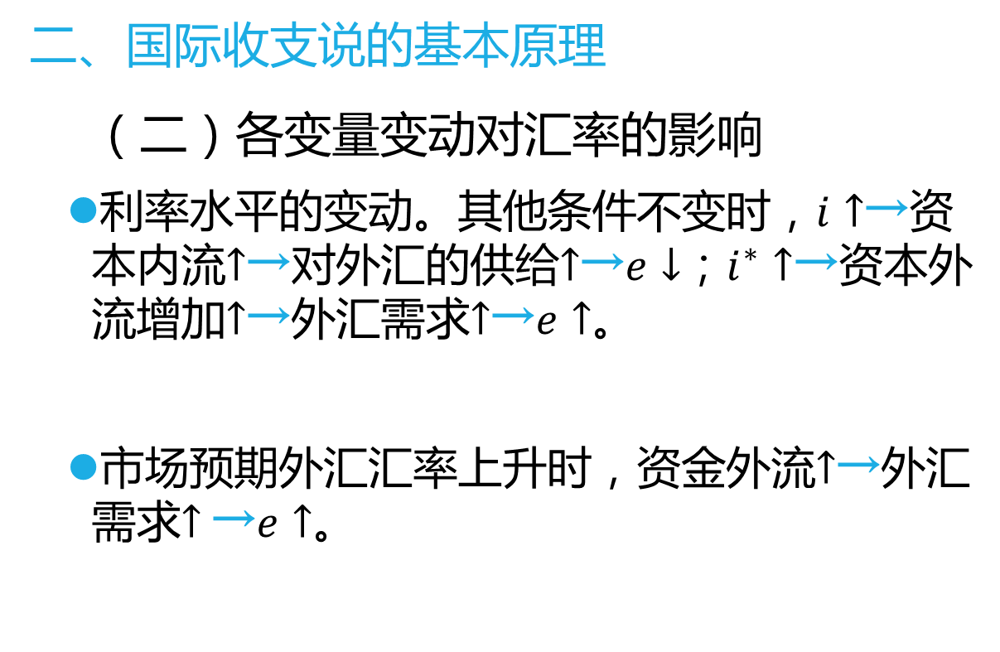 二、国际收支说的基本原理
（二）各变量变动对汇率的影响
●利率水平的变动。其他条件不变时，i ↑→资
本内流↑→对外汇的供给↑→e ↓；i* ↑→资本外
流增加↑→外汇需求↑→e ↑。
●市场预期外汇汇率上升时，资金外流↑→外汇
需求↑ →e ↑。